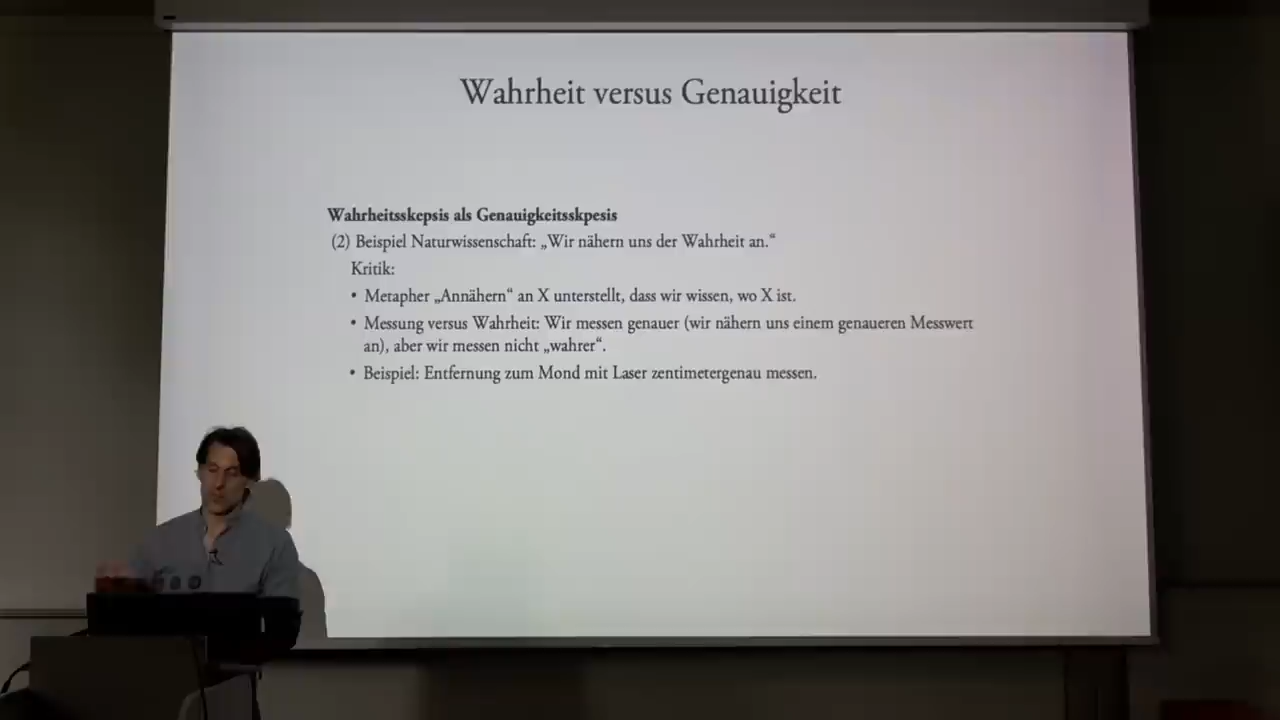 Wahrheit versus Genauigkeit
Wahrheitsskepsis als Genauigkeitsskpesis
(2) Beispiel Naturwissenschaft: „Wir nähern uns der Wahrheit an.“
Kritik:
• Metapher „Annähern“ an X unterstellt, dass wir wissen, wo X ist.
• Messung versus Wahrheit: Wir messen genauer (wir nähern uns einem genaueren Messwert
an), aber wir messen nicht „wahrer“.
• Beispiel: Entfernung zum Mond mit Laser zentimetergenau messen.